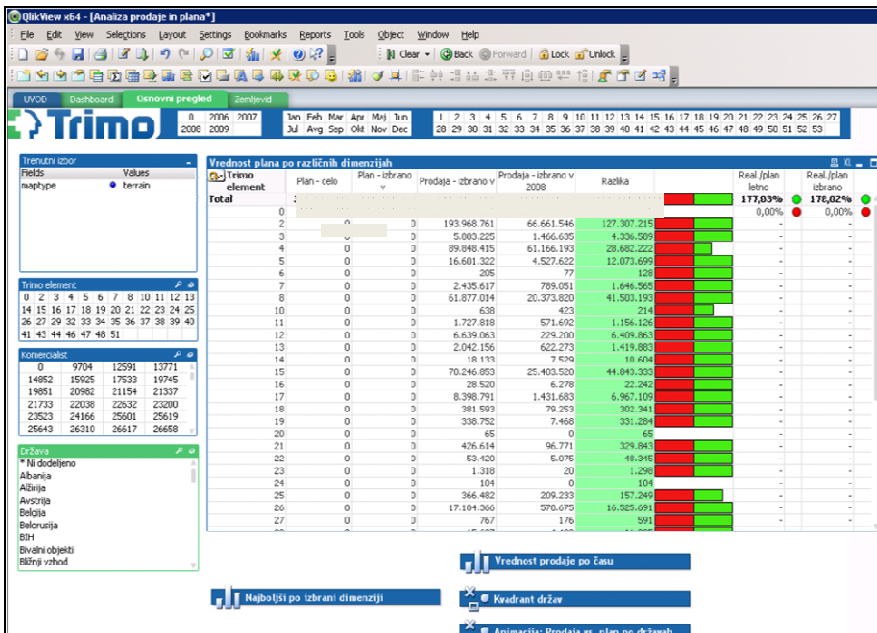 QlikView x64 - [Analiza prodaje in plana*]
File Edit View Selections Layout Settings Bookmarks Reports Tools Object Window Help
Clear Back Forward Lock Unlock
UVOD Dashboard Osnovni pregled Zemljevid
Trimo
0 2006 2007 Jan Feb Mar Apr Maj Jun 1 2 3 4 5 6 7 8 9 10 11 12 13 14 15 16 17 18 19 20 21 22 23 24 25 26 27
2008 2009 Jul Avg Sep Okt Nov Dec 28 29 30 31 32 33 34 35 36 37 38 39 40 41 42 43 44 45 46 47 48 49 50 51 52 53
Trenutni izbor
Fields Values
maptype terrain
Trimo element
0 2 3 4 5 6 7 8 10 11 12 13
14 15 16 17 18 19 20 21 22 23 24 25
26 27 29 32 33 34 35 36 37 38 39 40
41 43 44 46 47 48 51
Komercialist
0 9704 12591 13771
14852 15925 17533 19745
19851 20982 21154 21337
21733 22038 22632 23200
23523 24166 25601 25619
25643 26310 26617 26658
Država
* Ni dodeljeno
Albanija
Alžirija
Avstrija
Belgija
Belorusija
BIH
Bivalni objekti
Bližnji vzhod
Vrednost plana po različnih dimenzijah
Trimo element Plan - celo Plan - izbrano v Prodaja - izbrano v Prodaja - izbrano v 2008 Razlika Real./plan letno Real./plan izbrano
Total 177,03% 178,02%
0 0,00% 0,00%
2 0 0 193.968.761 66.661.546 127.307.215 - -
3 0 5.803.225 1.466.635 4.336.589 - -
4 0 0 89.848.415 61.166.193 28.682.222 - -
5 0 0 16.601.322 4.527.622 12.073.699 - -
6 0 0 205 77 128 - -
7 0 0 2.435.617 789.051 1.646.565 - -
8 0 0 61.877.014 20.373.820 41.503.193 - -
10 0 0 638 423 214 - -
11 0 0 1.727.818 571.692 1.156.126 - -
12 0 0 6.639.063 229.200 6.409.863 - -
13 0 0 2.042.156 622.273 1.419.883 - -
14 0 0 18.133 7.529 10.604 - -
15 0 0 70.246.853 25.403.520 44.843.333 - -
16 0 0 28.520 6.278 22.242 - -
17 0 0 8.398.791 1.431.683 6.967.109 - -
18 0 0 381.593 79.253 302.341 - -
19 0 0 338.752 7.468 331.284 - -
20 0 0 65 0 65 - -
21 0 0 426.614 96.771 329.843 - -
22 0 0 53.420 5.075 48.345 - -
23 0 0 1.318 20 1.298 - -
24 0 0 104 0 104 - -
25 0 0 366.482 209.233 157.249 - -
26 0 0 17.104.366 578.675 16.525.691 - -
27 0 0 767 176 591 - -
Vrednost prodaje po času
Najboljši po izbrani dimenziji
Kvadrant držav
Animacija: Prodaja vs. plan po državah